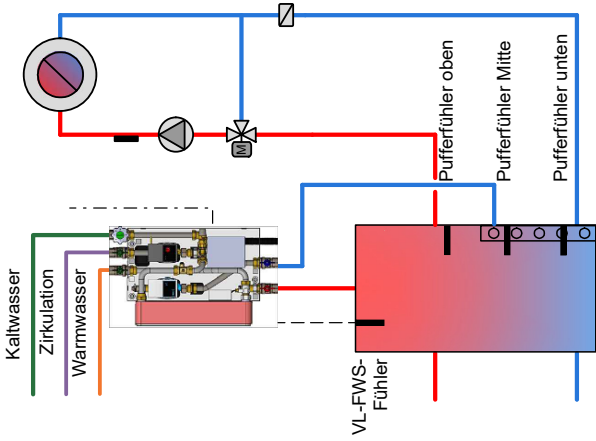 Pufferfühler oben
Pufferfühler Mitte
Pufferfühler unten
M
Kaltwasser
Zirkulation
Warmwasser
VL-FWS-
Fühler